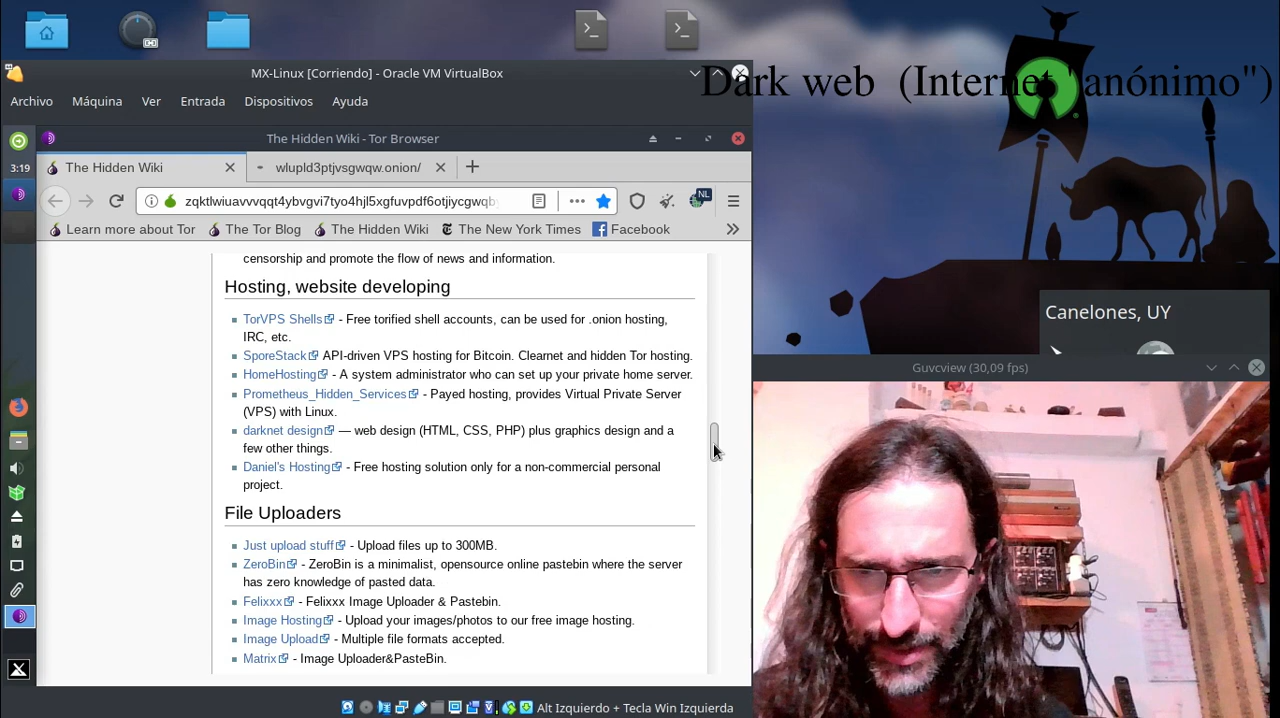 MX-Linux [Corriendo] - Oracle VM VirtualBox
Dark web (Internet "anónimo")
Archivo Máquina Ver Entrada Dispositivos Ayuda
The Hidden Wiki - Tor Browser
3:19
The Hidden Wiki
wlupld3ptjvsgwqw.onion/
zqktlwiuavvvqqt4ybvgvi7tyo4hjl5xgfuvpdf6otjiycgwqb
NL
Learn more about Tor The Tor Blog The Hidden Wiki The New York Times Facebook
censorship and promote the flow of news and information.
Hosting, website developing
TorVPS Shells - Free torified shell accounts, can be used for .onion hosting,
IRC, etc.
SporeStack API-driven VPS hosting for Bitcoin. Clearnet and hidden Tor hosting.
HomeHosting - A system administrator who can set up your private home server.
Prometheus_Hidden_Services - Payed hosting, provides Virtual Private Server
(VPS) with Linux.
darknet design — web design (HTML, CSS, PHP) plus graphics design and a
few other things.
Daniel's Hosting - Free hosting solution only for a non-commercial personal
project.
File Uploaders
Just upload stuff - Upload files up to 300MB.
ZeroBin - ZeroBin is a minimalist, opensource online pastebin where the server
has zero knowledge of pasted data.
Felixxx - Felixxx Image Uploader & Pastebin.
Image Hosting - Upload your images/photos to our free image hosting.
Image Upload - Multiple file formats accepted.
Matrix - Image Uploader&PasteBin.
Alt Izquierdo + Tecla Win Izquierda
Canelones, UY
Guvcview (30,09 fps)